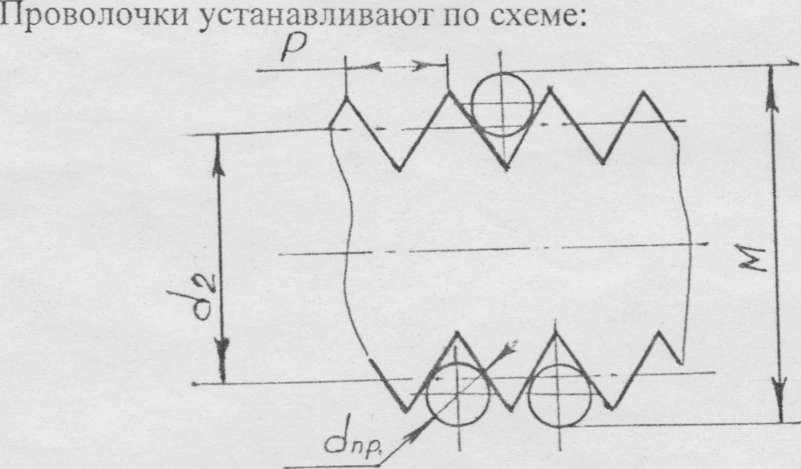 Проволочки устанавливают по схеме:
P
d2
M
dпр.